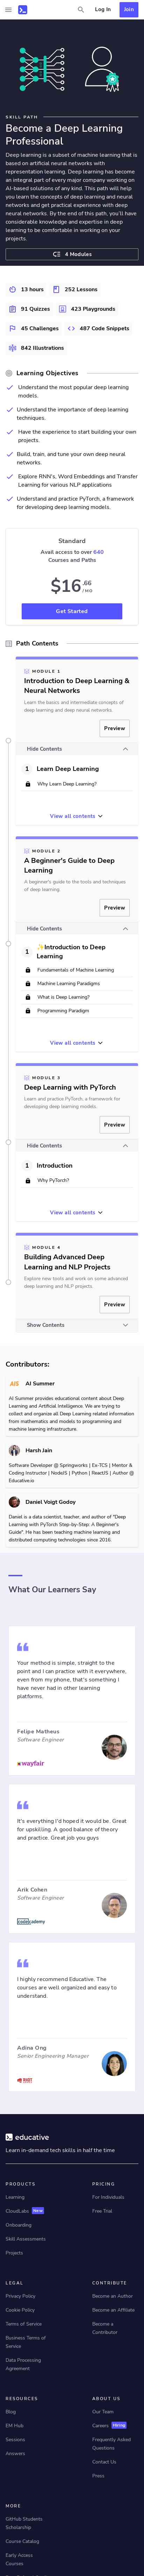 Log In
Join
SKILL PATH
Become a Deep Learning
Professional
Deep learning is a subset of machine learning that is
based on artificial neural networks with
representation learning. It has become an integral
part of everything we see around us, ranging from
AI-based chatbots to systems capable of
identifying cancer, and playing a significant role in
AI-based solutions of any kind. This path will help
you learn the core concepts of deep learning and
neural networks and get practical experience with
deep neural networks. By the end of this path, you'll have
considerable knowledge and expertise in deep
learning, enabling you to embark on diverse
projects.
4 Modules
13 hours
252 Lessons
91 Quizzes
423 Playgrounds
45 Challenges
487 Code Snippets
842 Illustrations
Learning Objectives
Understand the most popular deep learning
models.
Understand the importance of deep learning
techniques.
Have the experience to start building your own
projects.
Build, train, and tune your own deep neural
networks.
Explore RNN's, Word Embeddings and Transfer
Learning for various NLP applications
Understand and practice PyTorch, a framework
for developing deep learning models.
Standard
Avail access to over 640
Courses and Paths
$16.66
/ mo
Get Started
Path Contents
MODULE 1
Introduction to Deep Learning &
Neural Networks
Learn the basics and intermediate concepts of
deep learning and deep neural networks.
Preview
Hide Contents
1 Learn Deep Learning
Why Learn Deep Learning?
View all contents
MODULE 2
A Beginner's Guide to Deep
Learning
A beginner's guide to the tools and techniques
of deep learning.
Preview
Hide Contents
1 Introduction to Deep
Learning
Fundamentals of Machine Learning
Machine Learning Paradigms
What is Deep Learning?
Programming Paradigm
View all contents
MODULE 3
Deep Learning with PyTorch
Learn and practice PyTorch, a framework for
developing deep learning models.
Preview
Hide Contents
1 Introduction
Why PyTorch?
View all contents
MODULE 4
Building Advanced Deep
Learning and NLP Projects
Explore new tools and work on some advanced
deep learning and NLP projects.
Preview
Show Contents
Contributors:
AI Summer
AI Summer provides educational content about Deep
Learning and Artificial Intelligence. We are trying to
collect and organize all Deep Learning related information
from mathematics and models to programming and
machine learning infrastructure.
Harsh Jain
Software Developer @ Springworks | Ex-TCS | Mentor &
Coding Instructor | NodeJS | Python | ReactJS | Author @
Educative.io
Daniel Voigt Godoy
Daniel is a data scientist, teacher, and author of "Deep
Learning with PyTorch Step-by-Step: A Beginner's
Guide". He has been teaching machine learning and
distributed computing technologies since 2016.
What Our Learners Say
Your method is simple, straight to the
point and I can practice with it everywhere,
even from my phone, that's something I
have never had in other learning
platforms.
Felipe Matheus
Software Engineer
wayfair
It's everything I'd hoped it would be. Great
for upskilling. A good balance of theory
and practice. Great job you guys
Arik Cohen
Software Engineer
codecademy
I highly recommend Educative. The
courses are well organized and easy to
understand.
Adina Ong
Senior Engineering Manager
educative
Learn in-demand tech skills in half the time
PRODUCTS
Learning
CloudLabs New
Onboarding
Skill Assessments
Projects
PRICING
For Individuals
Free Trial
LEGAL
Privacy Policy
Cookie Policy
Terms of Service
Business Terms of
Service
Data Processing
Agreement
CONTRIBUTE
Become an Author
Become an Affiliate
Become a
Contributor
RESOURCES
Blog
EM Hub
Sessions
Answers
ABOUT US
Our Team
Careers Hiring
Frequently Asked
Questions
Contact Us
Press
MORE
GitHub Students
Scholarship
Course Catalog
Early Access
Courses